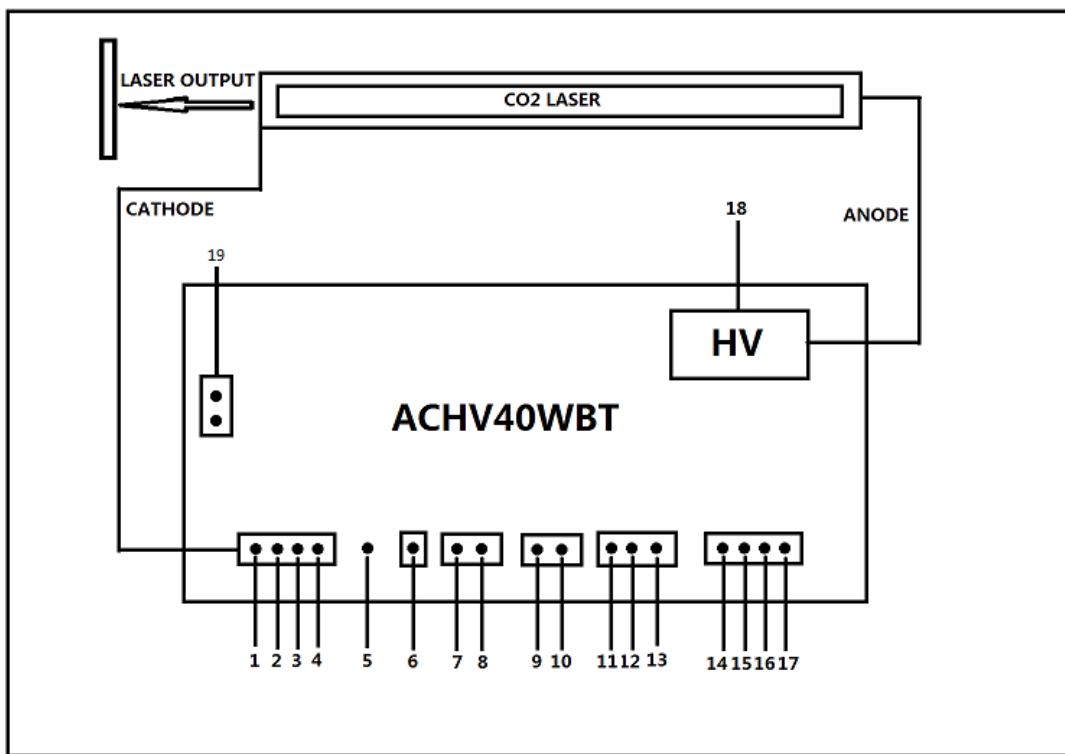 LASER OUTPUT
CO2 LASER
CATHODE
18
ANODE
19
HV
ACHV40WBT
1 2 3 4 5 6 7 8 9 10 11 12 13 14 15 16 17